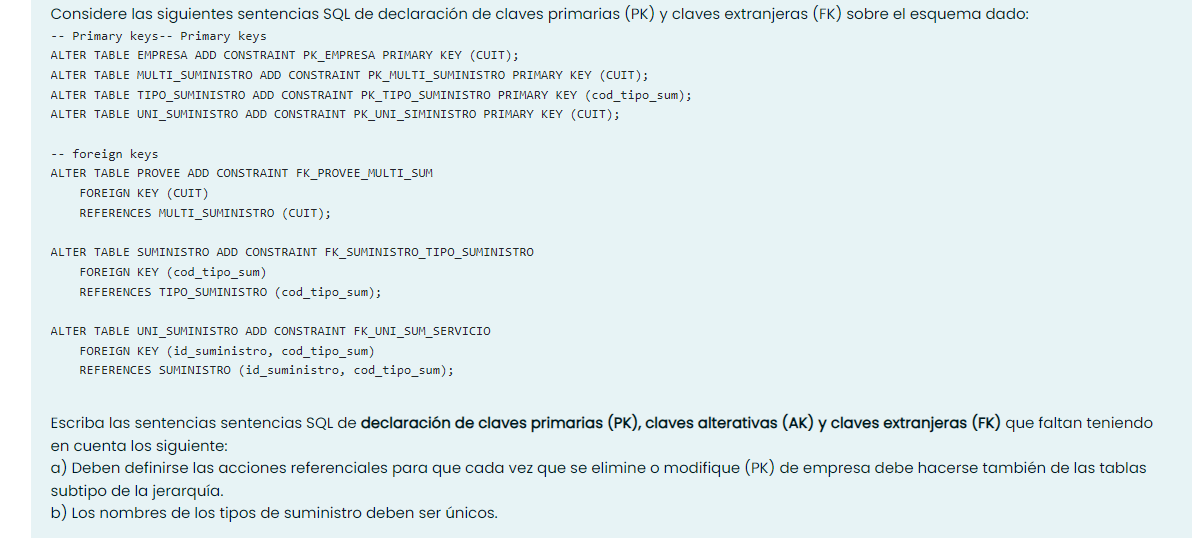 Considere las siguientes sentencias SQL de declaración de claves primarias (PK) y claves extranjeras (FK) sobre el esquema dado:
-- Primary keys-- Primary keys
ALTER TABLE EMPRESA ADD CONSTRAINT PK_EMPRESA PRIMARY KEY (CUIT);
ALTER TABLE MULTI_SUMINISTRO ADD CONSTRAINT PK_MULTI_SUMINISTRO PRIMARY KEY (CUIT);
ALTER TABLE TIPO_SUMINISTRO ADD CONSTRAINT PK_TIPO_SUMINISTRO PRIMARY KEY (cod_tipo_sum);
ALTER TABLE UNI_SUMINISTRO ADD CONSTRAINT PK_UNI_SIMINISTRO PRIMARY KEY (CUIT);
-- foreign keys
ALTER TABLE PROVEE ADD CONSTRAINT FK_PROVEE_MULTI_SUM
FOREIGN KEY (CUIT)
REFERENCES MULTI_SUMINISTRO (CUIT);
ALTER TABLE SUMINISTRO ADD CONSTRAINT FK_SUMINISTRO_TIPO_SUMINISTRO
FOREIGN KEY (cod_tipo_sum)
REFERENCES TIPO_SUMINISTRO (cod_tipo_sum);
ALTER TABLE UNI_SUMINISTRO ADD CONSTRAINT FK_UNI_SUM_SERVICIO
FOREIGN KEY (id_suministro, cod_tipo_sum)
REFERENCES SUMINISTRO (id_suministro, cod_tipo_sum);
Escriba las sentencias sentencias SQL de declaración de claves primarias (PK), claves alterativas (AK) y claves extranjeras (FK) que faltan teniendo
en cuenta los siguiente:
a) Deben definirse las acciones referenciales para que cada vez que se elimine o modifique (PK) de empresa debe hacerse también de las tablas
subtipo de la jerarquía.
b) Los nombres de los tipos de suministro deben ser únicos.